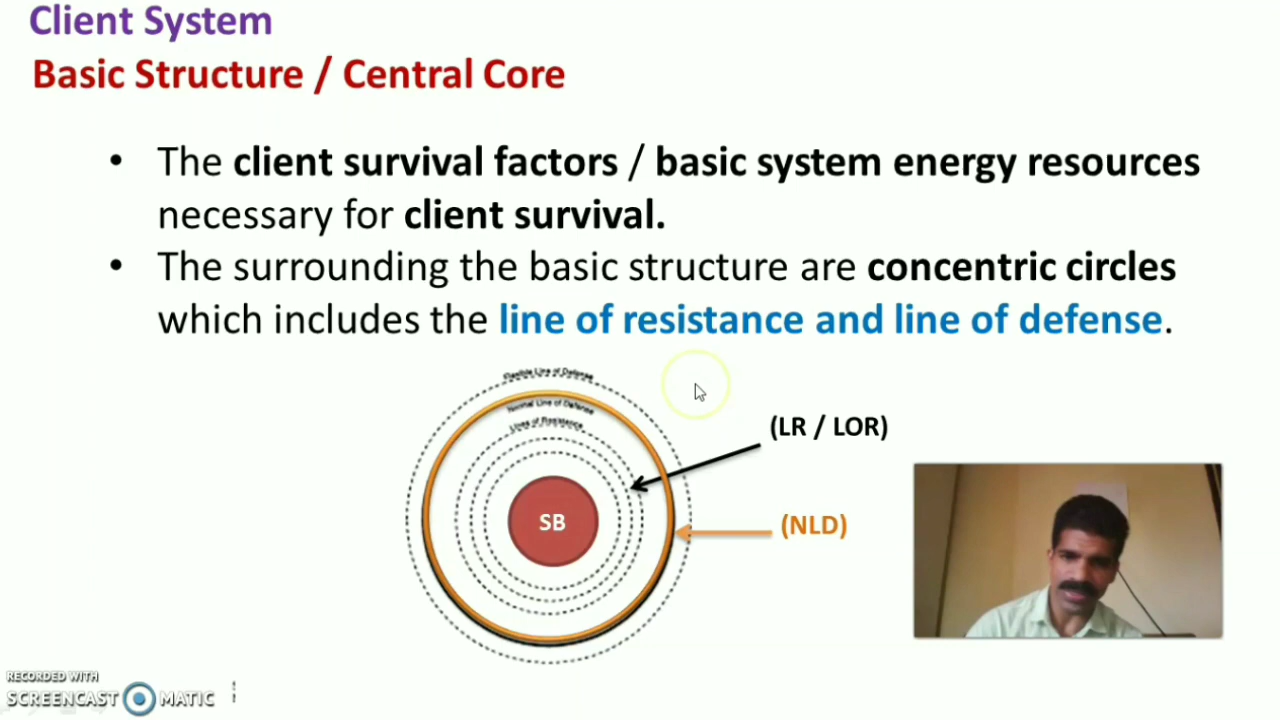 Client System
Basic Structure / Central Core
• The client survival factors / basic system energy resources
necessary for client survival.
• The surrounding the basic structure are concentric circles
which includes the line of resistance and line of defense.
Flexible Line of Defense
Normal Line of Defense
Lines of Resistance
(LR / LOR)
SB
(NLD)
RECORDED WITH
SCREENCAST MATIC